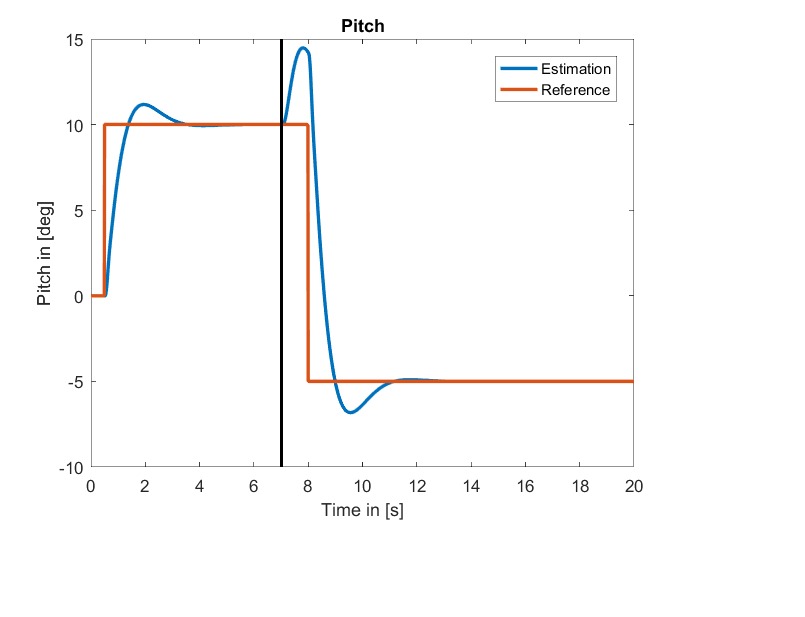 Pitch
15
Estimation
Reference
10
5
0
-5
-10
Pitch in [deg]
0 2 4 6 8 10 12 14 16 18 20
Time in [s]